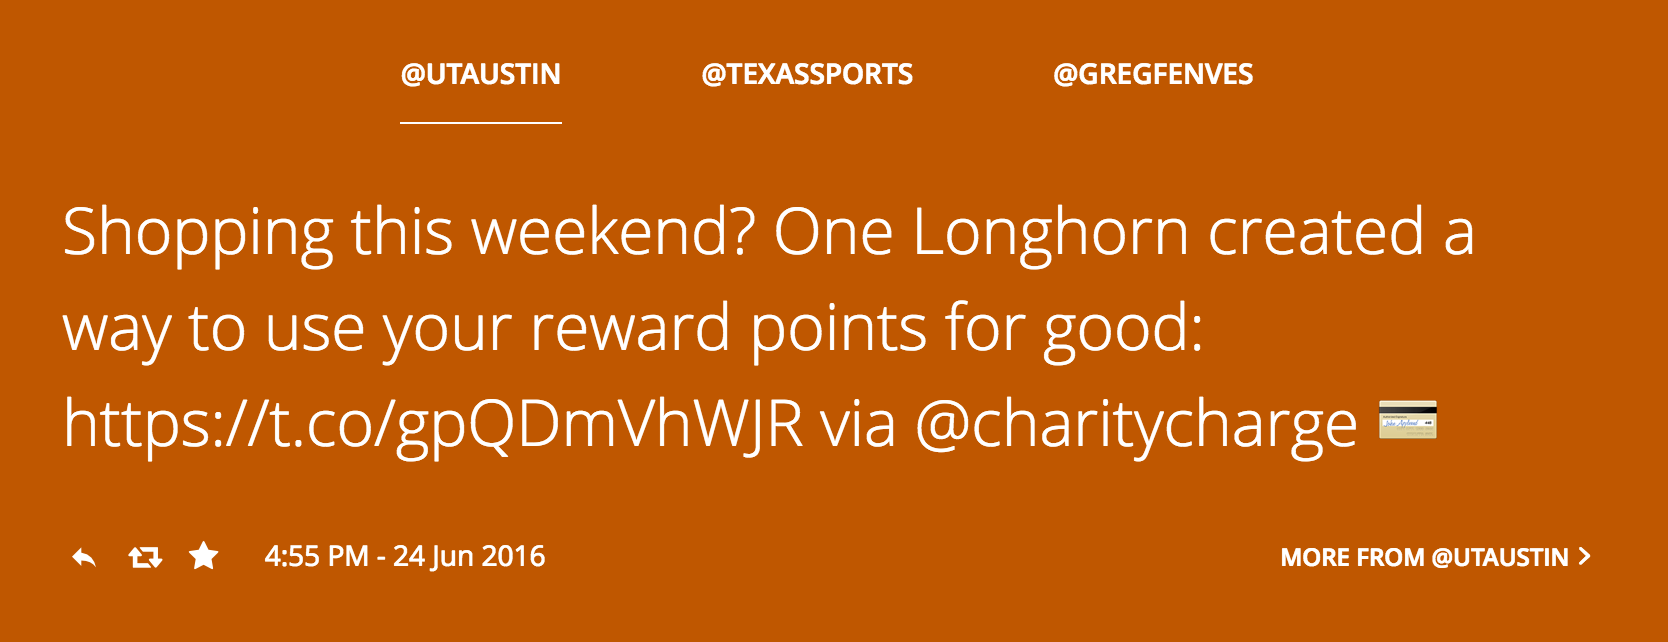 @UTAUSTIN @TEXASSPORTS @GREGFENVES
Shopping this weekend? One Longhorn created a
way to use your reward points for good:
https://t.co/gpQDmVhWJR via @charitycharge
4:55 PM - 24 Jun 2016 MORE FROM @UTAUSTIN >